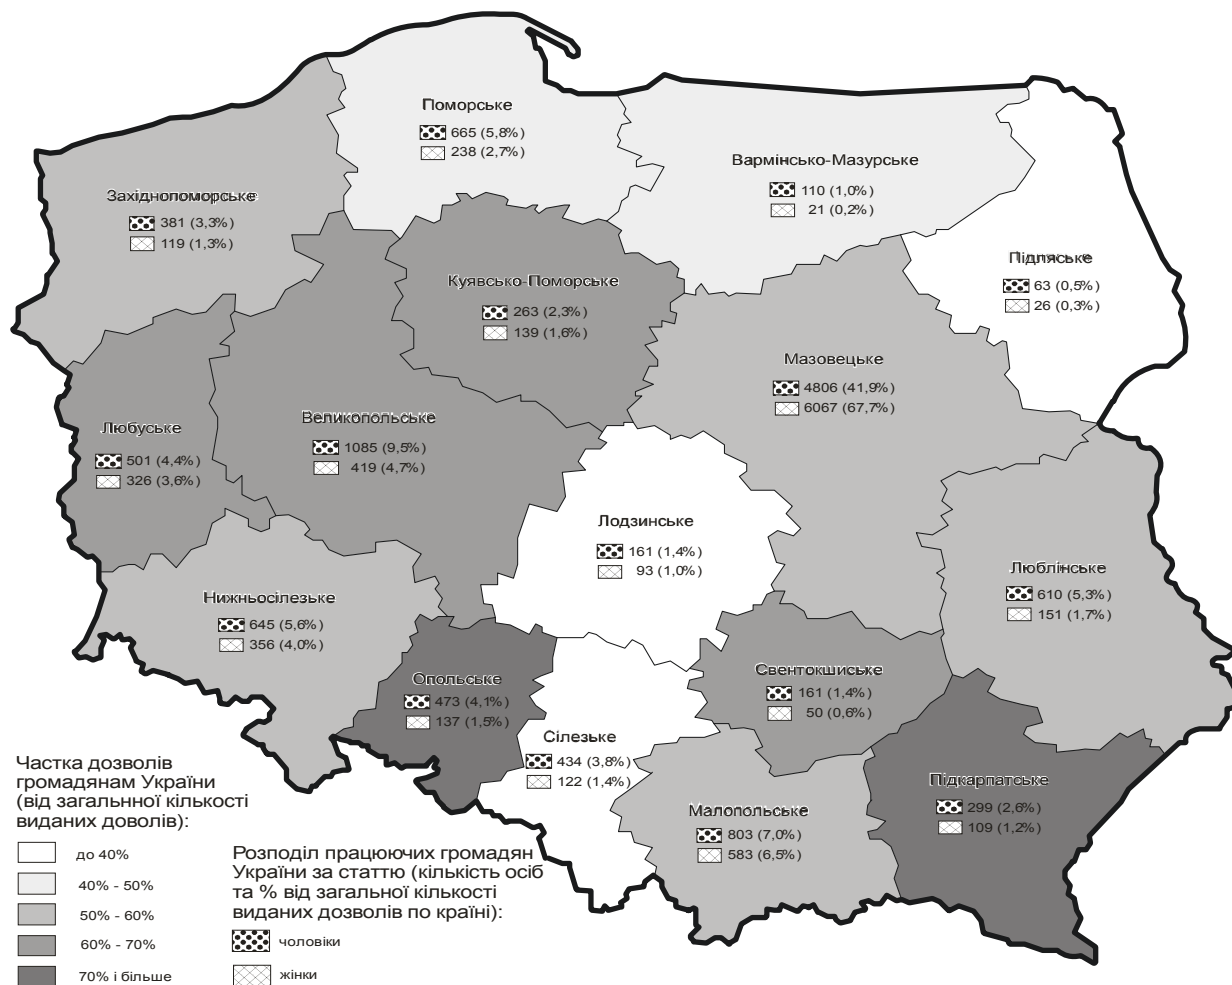 Поморське
665 (5,8%)
238 (2,7%)
Вармінсько-Мазурське
110 (1,0%)
21 (0,2%)
Західнопоморське
381 (3,3%)
119 (1,3%)
Підляське
63 (0,5%)
26 (0,3%)
Куявсько-Поморське
263 (2,3%)
139 (1,6%)
Мазовецьке
4806 (41,9%)
6067 (67,7%)
Великопольське
1085 (9,5%)
419 (4,7%)
Любуське
501 (4,4%)
326 (3,6%)
Лодзинське
161 (1,4%)
93 (1,0%)
Люблінське
610 (5,3%)
151 (1,7%)
Нижньосілезьке
645 (5,6%)
356 (4,0%)
Свентокшиське
161 (1,4%)
50 (0,6%)
Опольське
473 (4,1%)
137 (1,5%)
Сілезьке
434 (3,8%)
122 (1,4%)
Підкарпатське
299 (2,6%)
109 (1,2%)
Малопольське
803 (7,0%)
583 (6,5%)
Частка дозволів
громадянам України
(від загальнної кількості
виданих доволів):
до 40%
40% - 50%
50% - 60%
60% - 70%
70% і більше
Розподіл працюючих громадян
України за статтю (кількість осіб
та % від загальної кількості
виданих дозволів по країні):
чоловіки
жінки